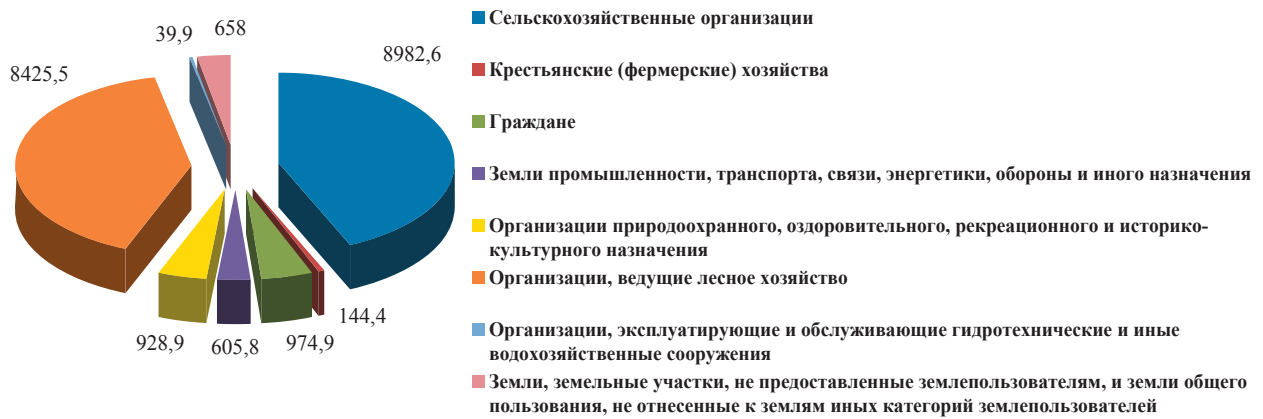 39,9
658
8425,5
8982,6
928,9
605,8
974,9
144,4
Сельскохозяйственные организации
Крестьянские (фермерские) хозяйства
Граждане
Земли промышленности, транспорта, связи, энергетики, обороны и иного назначения
Организации природоохранного, оздоровительного, рекреационного и историко-
культурного назначения
Организации, ведущие лесное хозяйство
Организации, эксплуатирующие и обслуживающие гидротехнические и иные
водохозяйственные сооружения
Земли, земельные участки, не предоставленные землепользователям, и земли общего
пользования, не отнесенные к землям иных категорий землепользователей